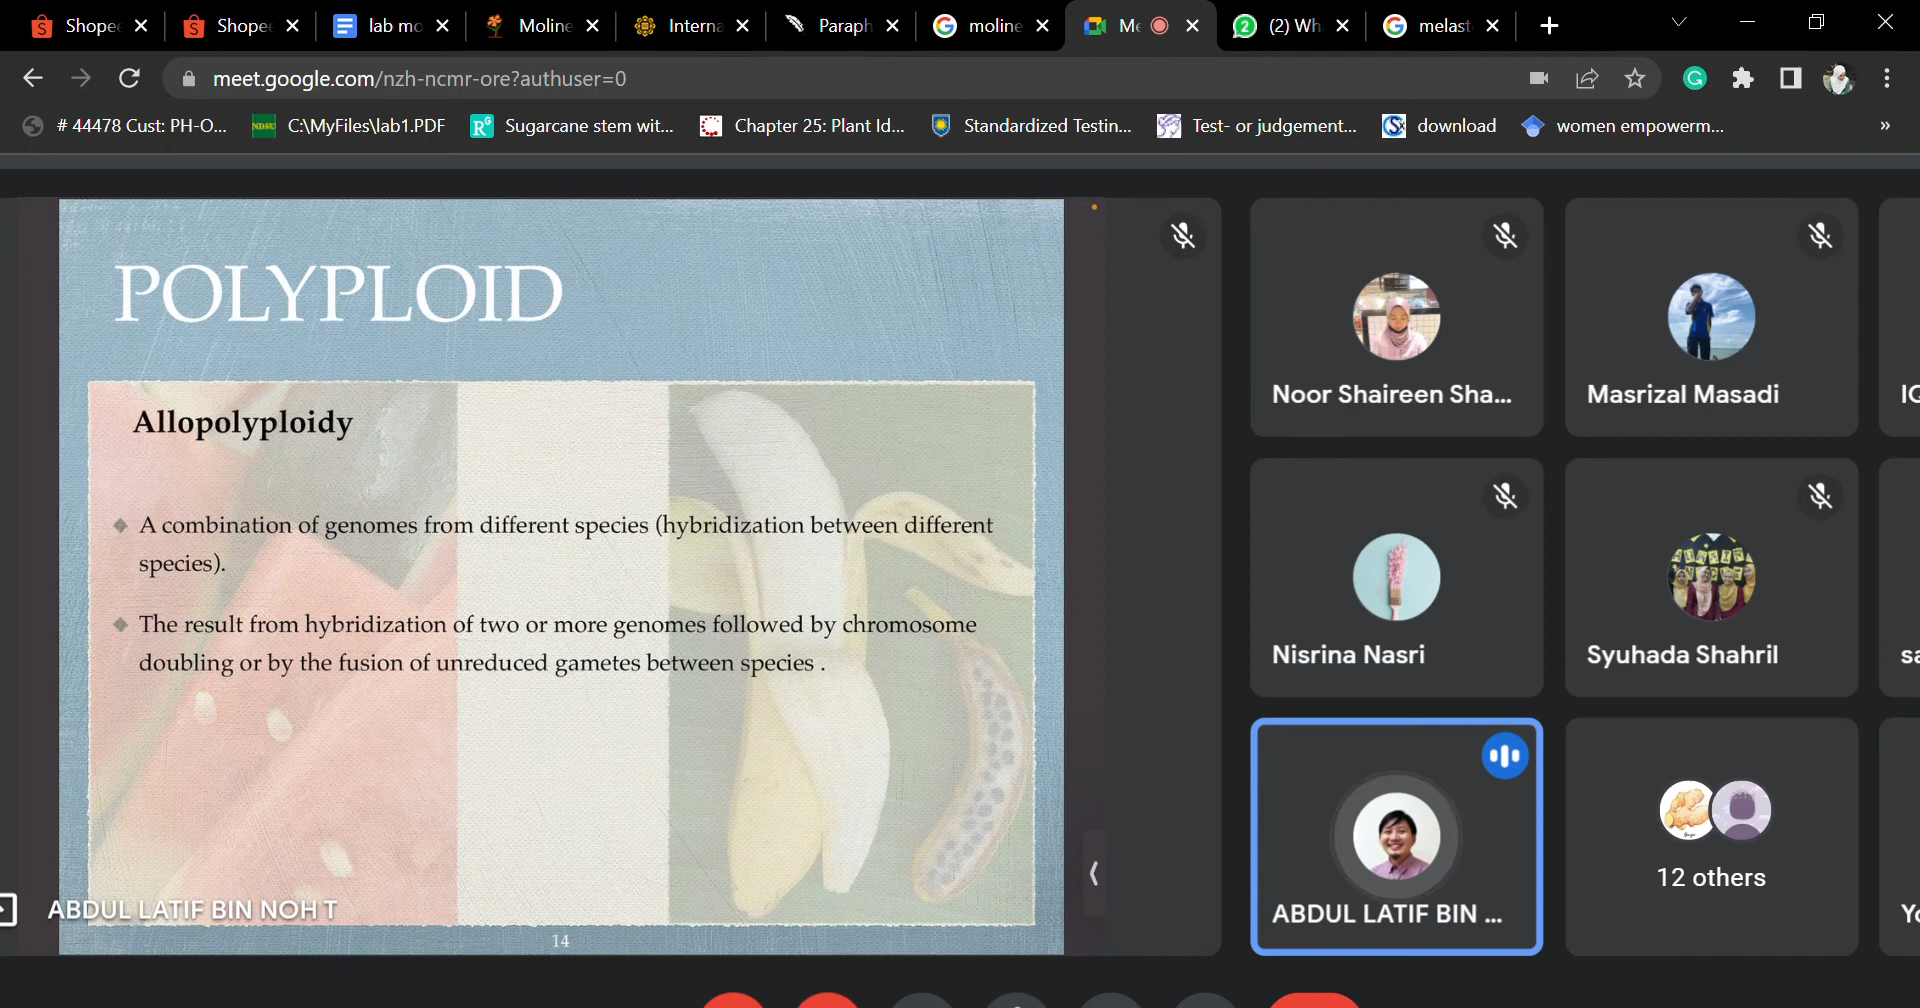 Shope
Shope
lab mo
Moline
Interna
Paraph
moline
Me
(2) Wh
melast
meet.google.com/nzh-ncmr-ore?authuser=0
# 44478 Cust: PH-O...
NDSU
C:\MyFiles\lab1.PDF
Sugarcane stem wit...
Chapter 25: Plant Id...
Standardized Testin...
Test- or judgement...
download
women empowerm...
»
POLYPLOID
Allopolyploidy
A combination of genomes from different species (hybridization between different
species).
The result from hybridization of two or more genomes followed by chromosome
doubling or by the fusion of unreduced gametes between species .
ABDUL LATIF BIN NOH T
14
Noor Shaireen Sha...
Masrizal Masadi
IQ
Nisrina Nasri
Syuhada Shahril
sa
ABDUL LATIF BIN ...
12 others
Yo